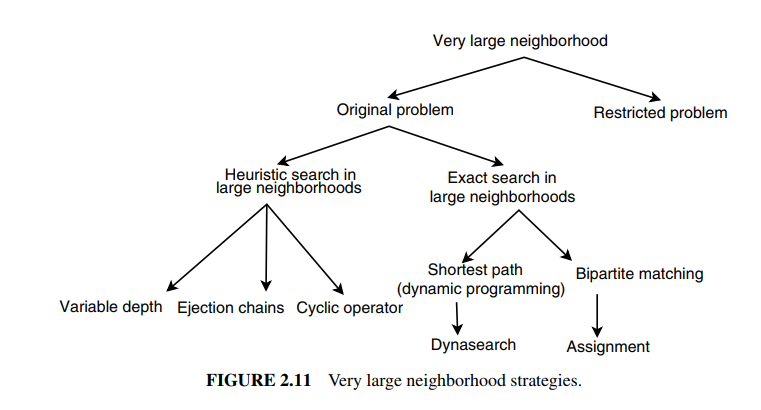 Very large neighborhood
Original problem
Restricted problem
Heuristic search in
large neighborhoods
Exact search in
large neighborhoods
Variable depth
Ejection chains
Cyclic operator
Shortest path
(dynamic programming)
Bipartite matching
Dynasearch
Assignment
FIGURE 2.11 Very large neighborhood strategies.